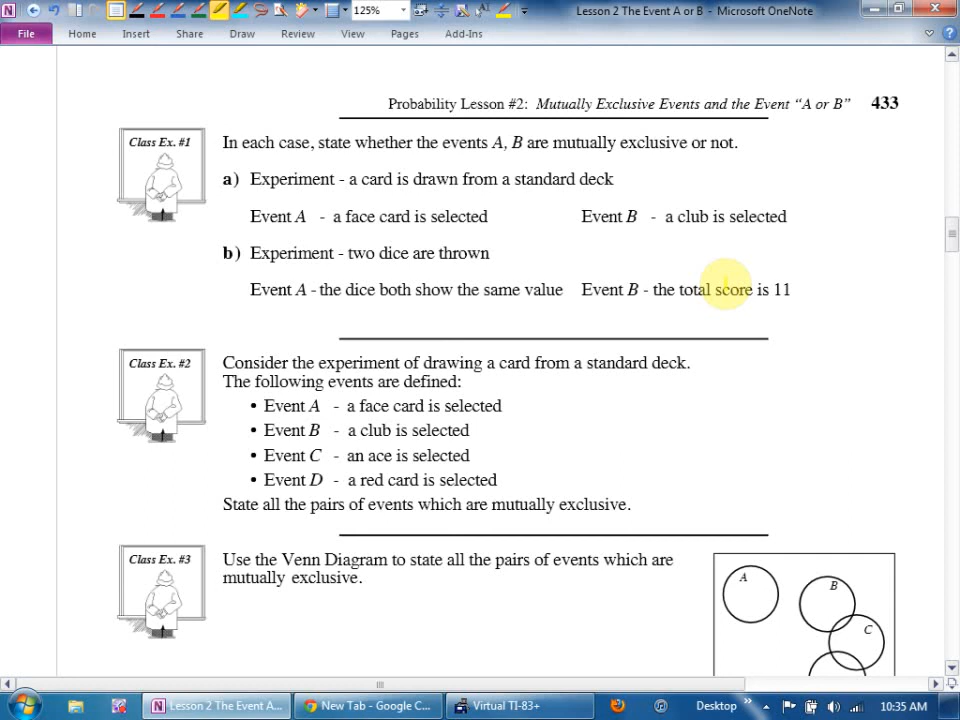 125%
Lesson 2 The Event A or B - Microsoft OneNote
File Home Insert Share Draw Review View Pages Add-Ins
Probability Lesson #2: Mutually Exclusive Events and the Event “A or B” 433
Class Ex. #1
In each case, state whether the events A, B are mutually exclusive or not.
a) Experiment - a card is drawn from a standard deck
Event A - a face card is selected Event B - a club is selected
b) Experiment - two dice are thrown
Event A - the dice both show the same value Event B - the total score is 11
Class Ex. #2
Consider the experiment of drawing a card from a standard deck.
The following events are defined:
• Event A - a face card is selected
• Event B - a club is selected
• Event C - an ace is selected
• Event D - a red card is selected
State all the pairs of events which are mutually exclusive.
Class Ex. #3
Use the Venn Diagram to state all the pairs of events which are
mutually exclusive.
A
B
C
Lesson 2 The Event A... New Tab - Google C... Virtual TI-83+ Desktop 10:35 AM